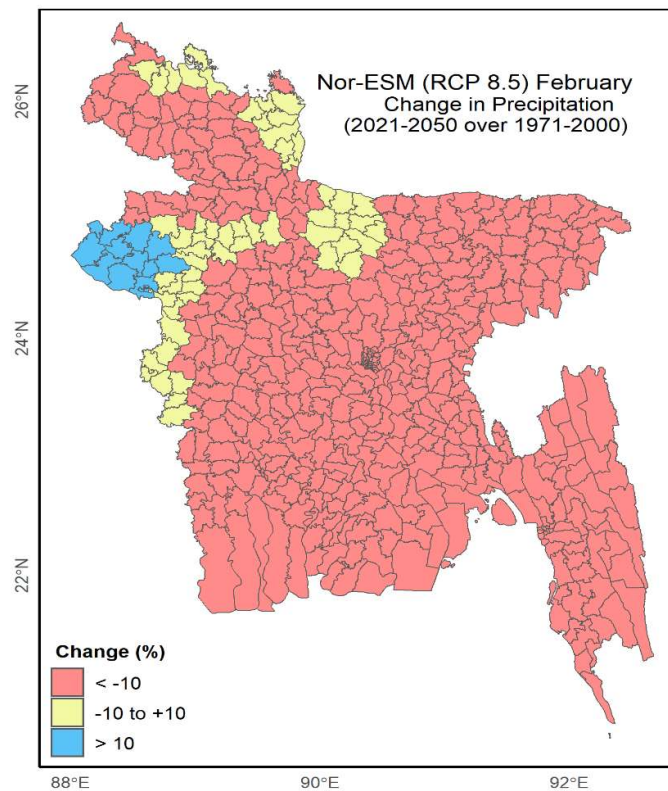 Nor-ESM (RCP 8.5) February
Change in Precipitation
(2021-2050 over 1971-2000)
26°N
24°N
22°N
Change (%)
< -10
-10 to +10
> 10
88°E
90°E
92°E